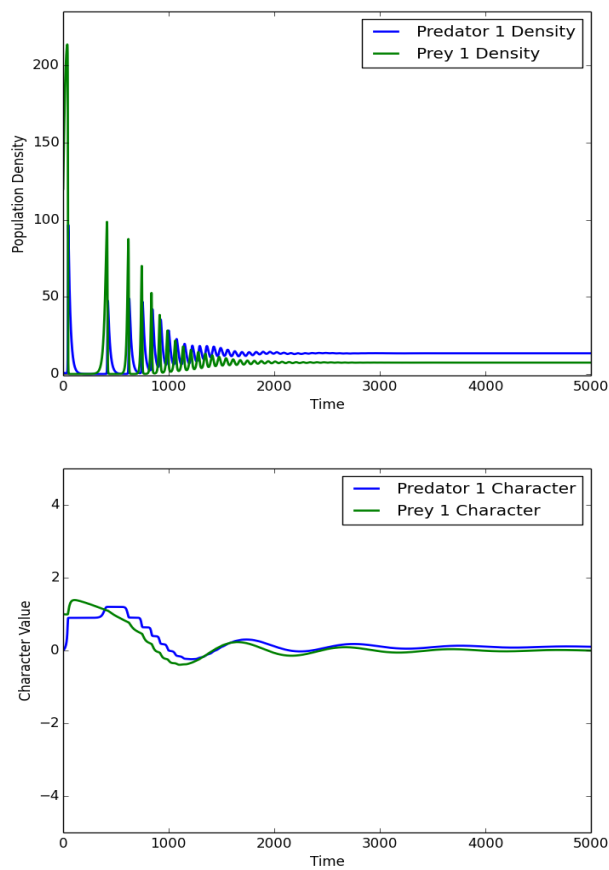 Predator 1 Density
Prey 1 Density
Population Density
200
150
100
50
0
0 1000 2000 3000 4000 5000
Time
Predator 1 Character
Prey 1 Character
Character Value
4
2
0
−2
−4
0 1000 2000 3000 4000 5000
Time